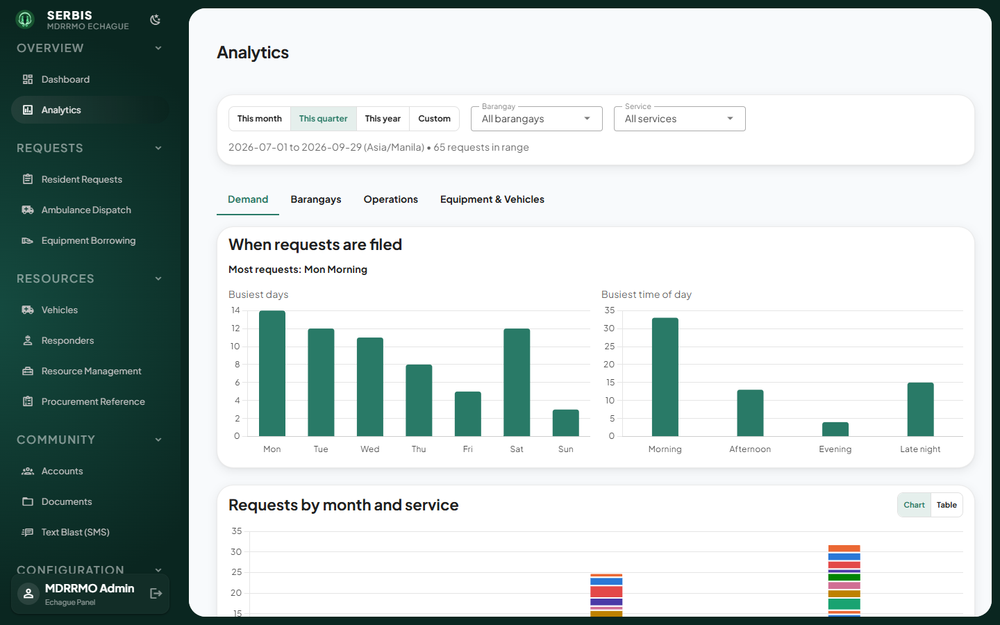 SERBIS
MDRRMO ECHAGUE
OVERVIEW
Dashboard
Analytics
REQUESTS
Resident Requests
Ambulance Dispatch
Equipment Borrowing
RESOURCES
Vehicles
Responders
Resource Management
Procurement Reference
COMMUNITY
Accounts
Documents
Text Blast (SMS)
CONFIGURATION
MDRRMO Admin
Echague Panel
Analytics
This month This quarter This year Custom
Barangay
All barangays
Service
All services
2026-07-01 to 2026-09-29 (Asia/Manila) • 65 requests in range
Demand Barangays Operations Equipment & Vehicles
When requests are filed
Most requests: Mon Morning
Busiest days
14
12
10
8
6
4
2
0
Mon Tue Wed Thu Fri Sat Sun
Busiest time of day
35
30
25
20
15
10
5
0
Morning Afternoon Evening Late night
Requests by month and service
Chart Table
35
30
25
20
15